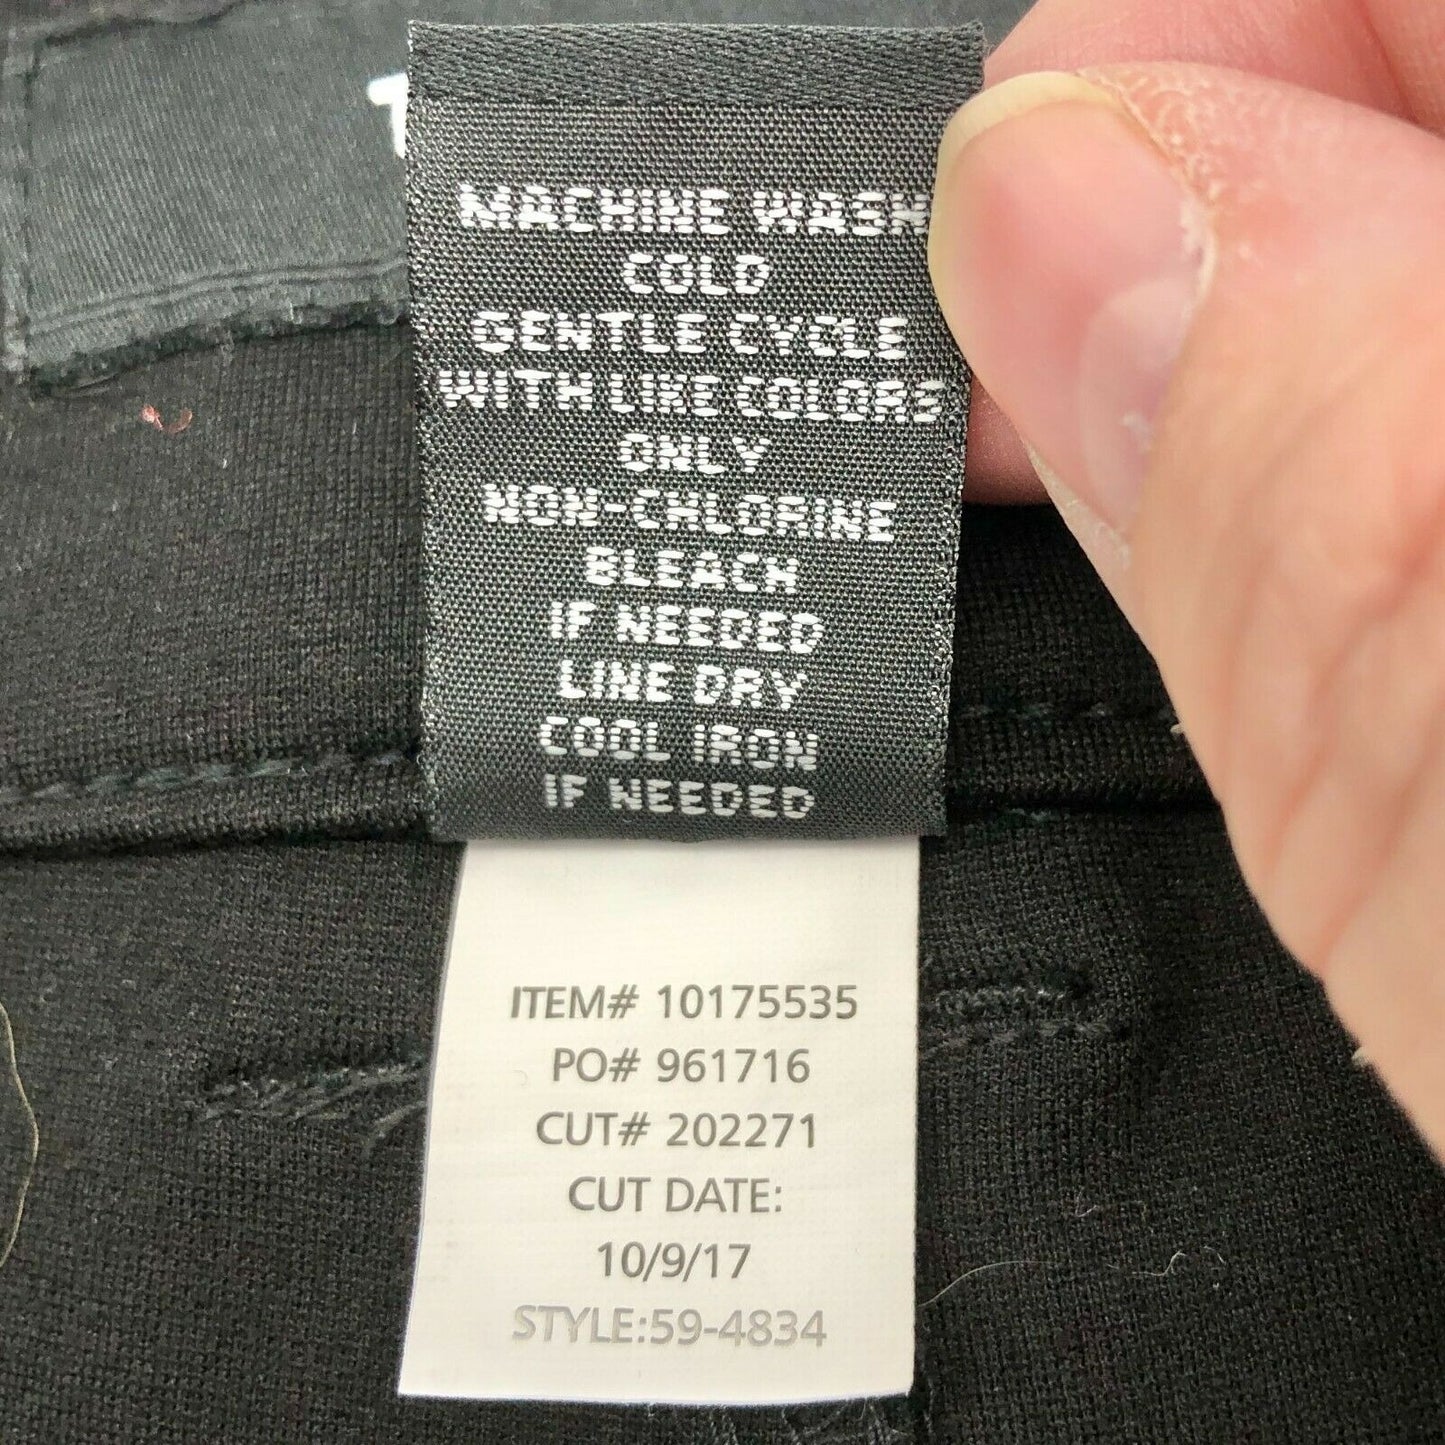 MACHINE WASH
COLD
GENTLE CYCLE
WITH LIKE COLORS
ONLY
NON-CHLORINE
BLEACH
IF NEEDED
LINE DRY
COOL IRON
IF NEEDED
ITEM# 10175535
PO# 961716
CUT# 202271
CUT DATE:
10/9/17
STYLE:59-4834